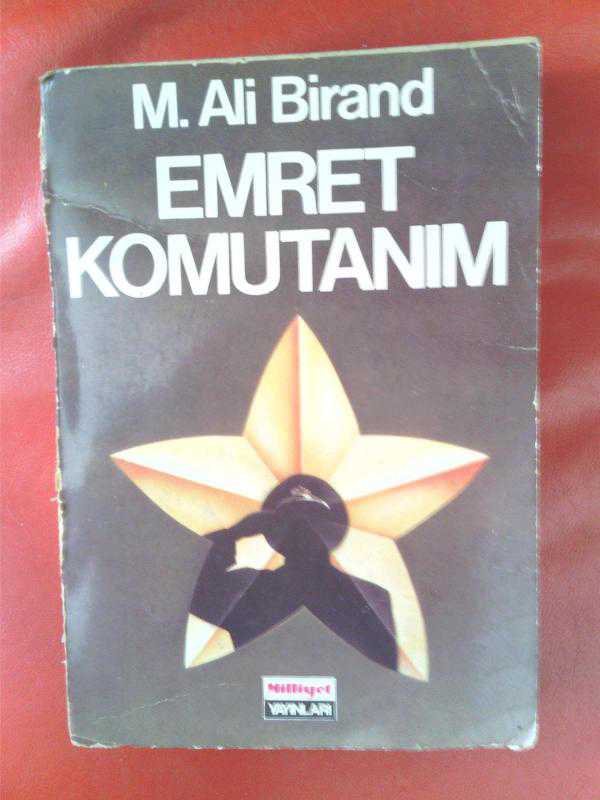 M. Ali Birand
EMRET
KOMUTANIM
Milliyet
YAYINLARI